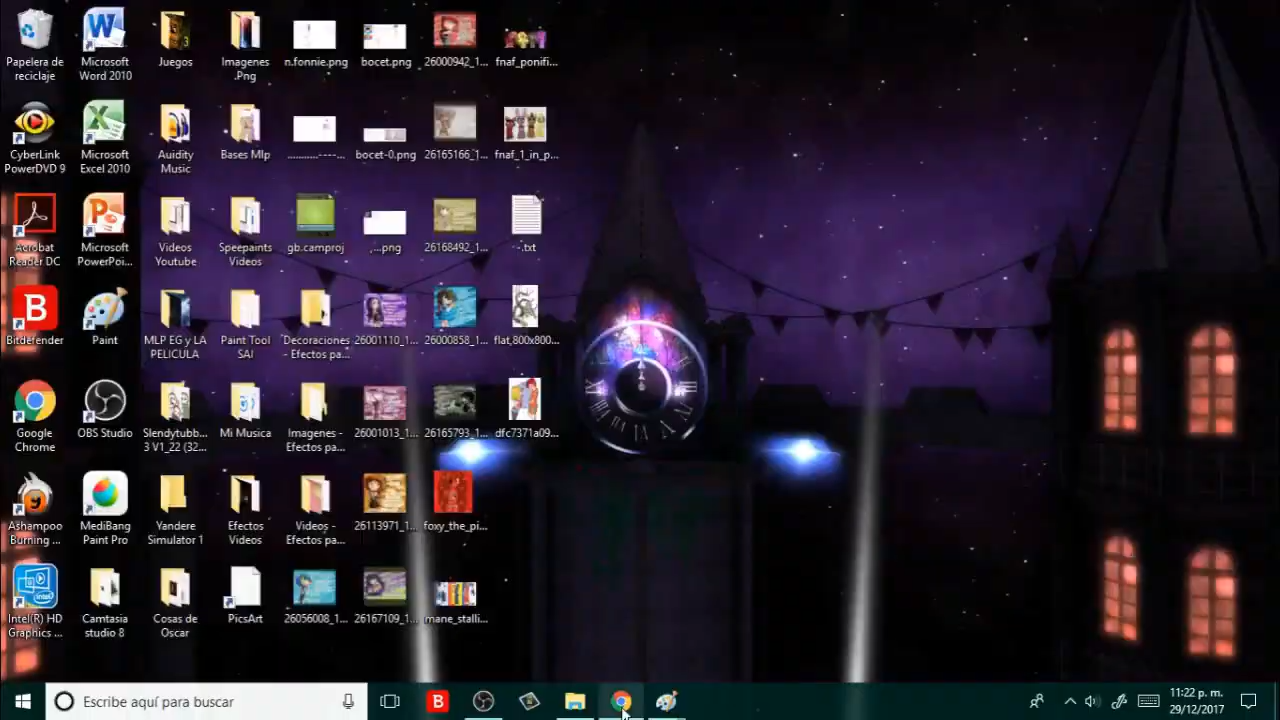 Papelera de
reciclaje
Microsoft
Word 2010
Juegos
Imagenes
.Png
n.fonnie.png
bocet.png
26000942_1...
fnaf_ponifi...
CyberLink
PowerDVD 9
Microsoft
Excel 2010
Auidity
Music
Bases Mlp
bocet-0.png
26165166_1...
fnaf_1_in_p...
Acrobat
Reader DC
Microsoft
PowerPoi...
Videos
Youtube
Speepaints
Videos
gb.camproj
,...png
26168492_1...
-.txt
Bitdefender
Paint
MLP EG y LA
PELICULA
Paint Tool
SAI
Decoraciones
- Efectos pa...
26001110_1...
26000858_1...
flat,800x800...
Google
Chrome
OBS Studio
Slendytubb...
3 V1_22 (32...
Mi Musica
Imagenes -
Efectos pa...
26001013_1...
26165793_1...
dfc7371a09...
Ashampoo
Burning ...
MediBang
Paint Pro
Yandere
Simulator 1
Efectos
Videos
Videos -
Efectos pa...
26113971_1...
foxy_the_pi...
Intel(R) HD
Graphics ...
Camtasia
studio 8
Cosas de
Oscar
PicsArt
26056008_1...
26167109_1...
mane_stalli...
Escribe aquí para buscar
11:22 p. m.
29/12/2017